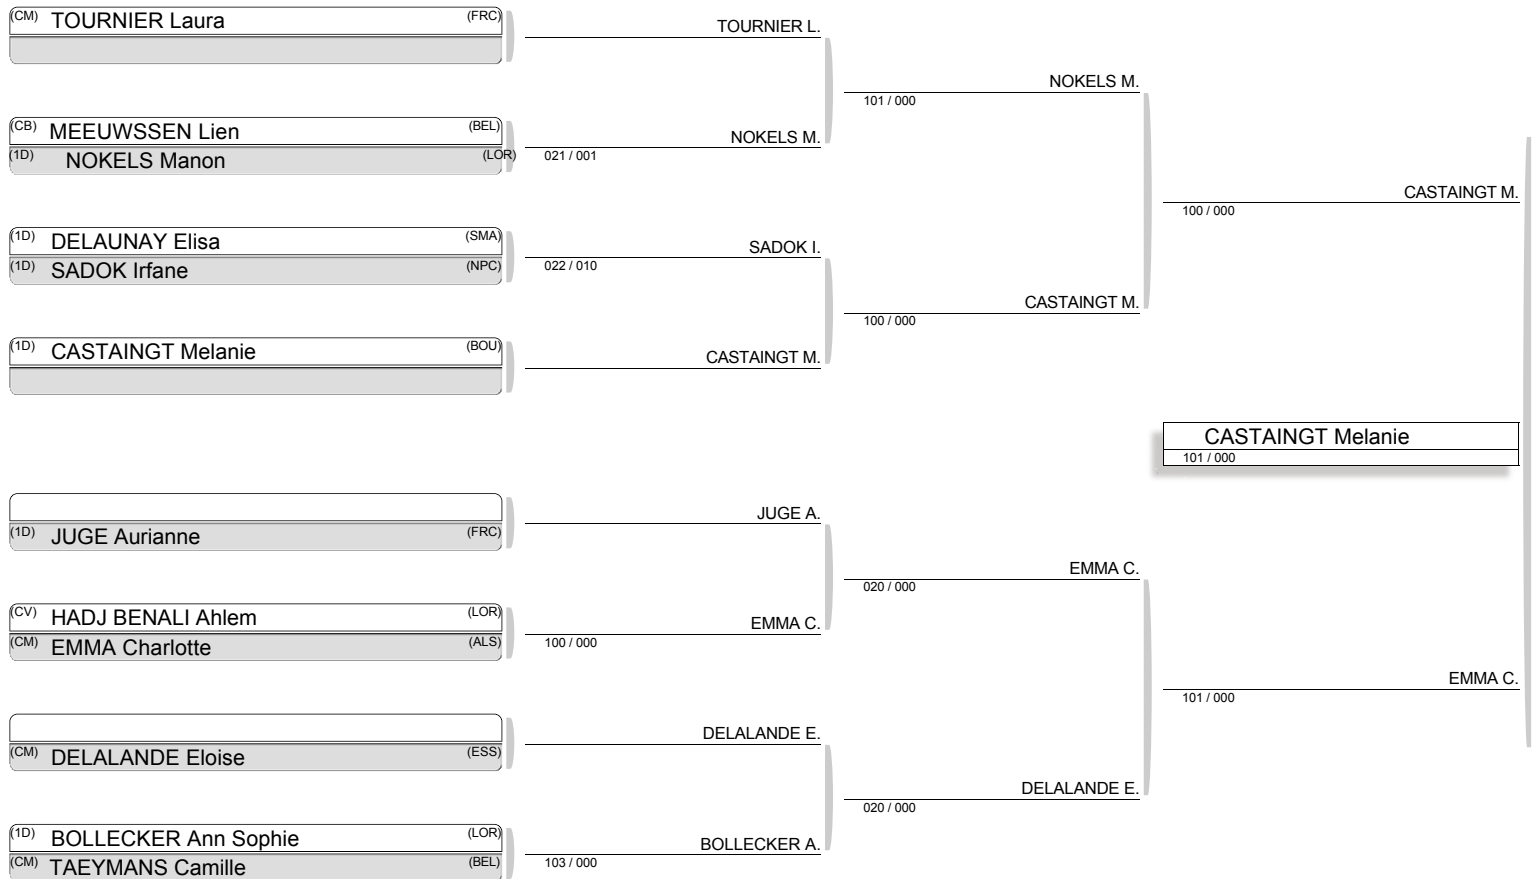 (CM) TOURNIER Laura (FRC)
TOURNIER L.
NOKELS M.
101 / 000
(CB) MEEUWSSEN Lien (BEL)
(1D) NOKELS Manon (LOR)
NOKELS M.
021 / 001
CASTAINGT M.
100 / 000
(1D) DELAUNAY Elisa (SMA)
(1D) SADOK Irfane (NPC)
SADOK I.
022 / 010
CASTAINGT M.
100 / 000
(1D) CASTAINGT Melanie (BOU)
CASTAINGT M.
CASTAINGT Melanie
101 / 000
(1D) JUGE Aurianne (FRC)
JUGE A.
EMMA C.
020 / 000
(CV) HADJ BENALI Ahlem (LOR)
(CM) EMMA Charlotte (ALS)
EMMA C.
100 / 000
EMMA C.
101 / 000
(CM) DELALANDE Eloise (ESS)
DELALANDE E.
DELALANDE E.
020 / 000
(1D) BOLLECKER Ann Sophie (LOR)
(CM) TAEYMANS Camille (BEL)
BOLLECKER A.
103 / 000